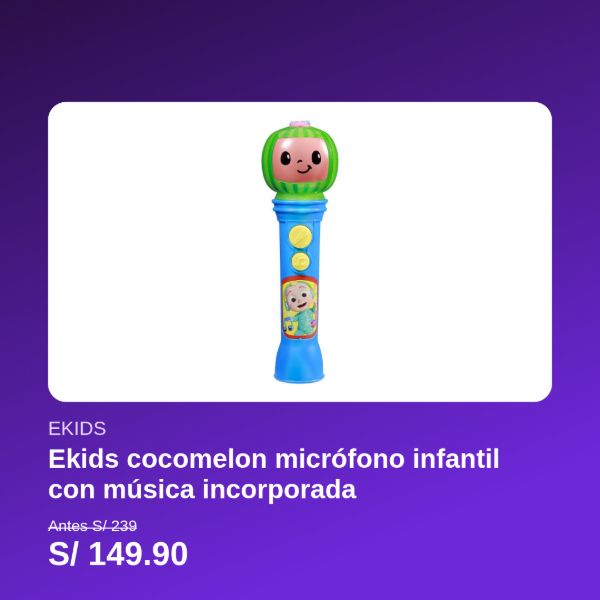 EKIDS
Ekids cocomelon micrófono infantil
con música incorporada
Antes S/ 239
S/ 149.90